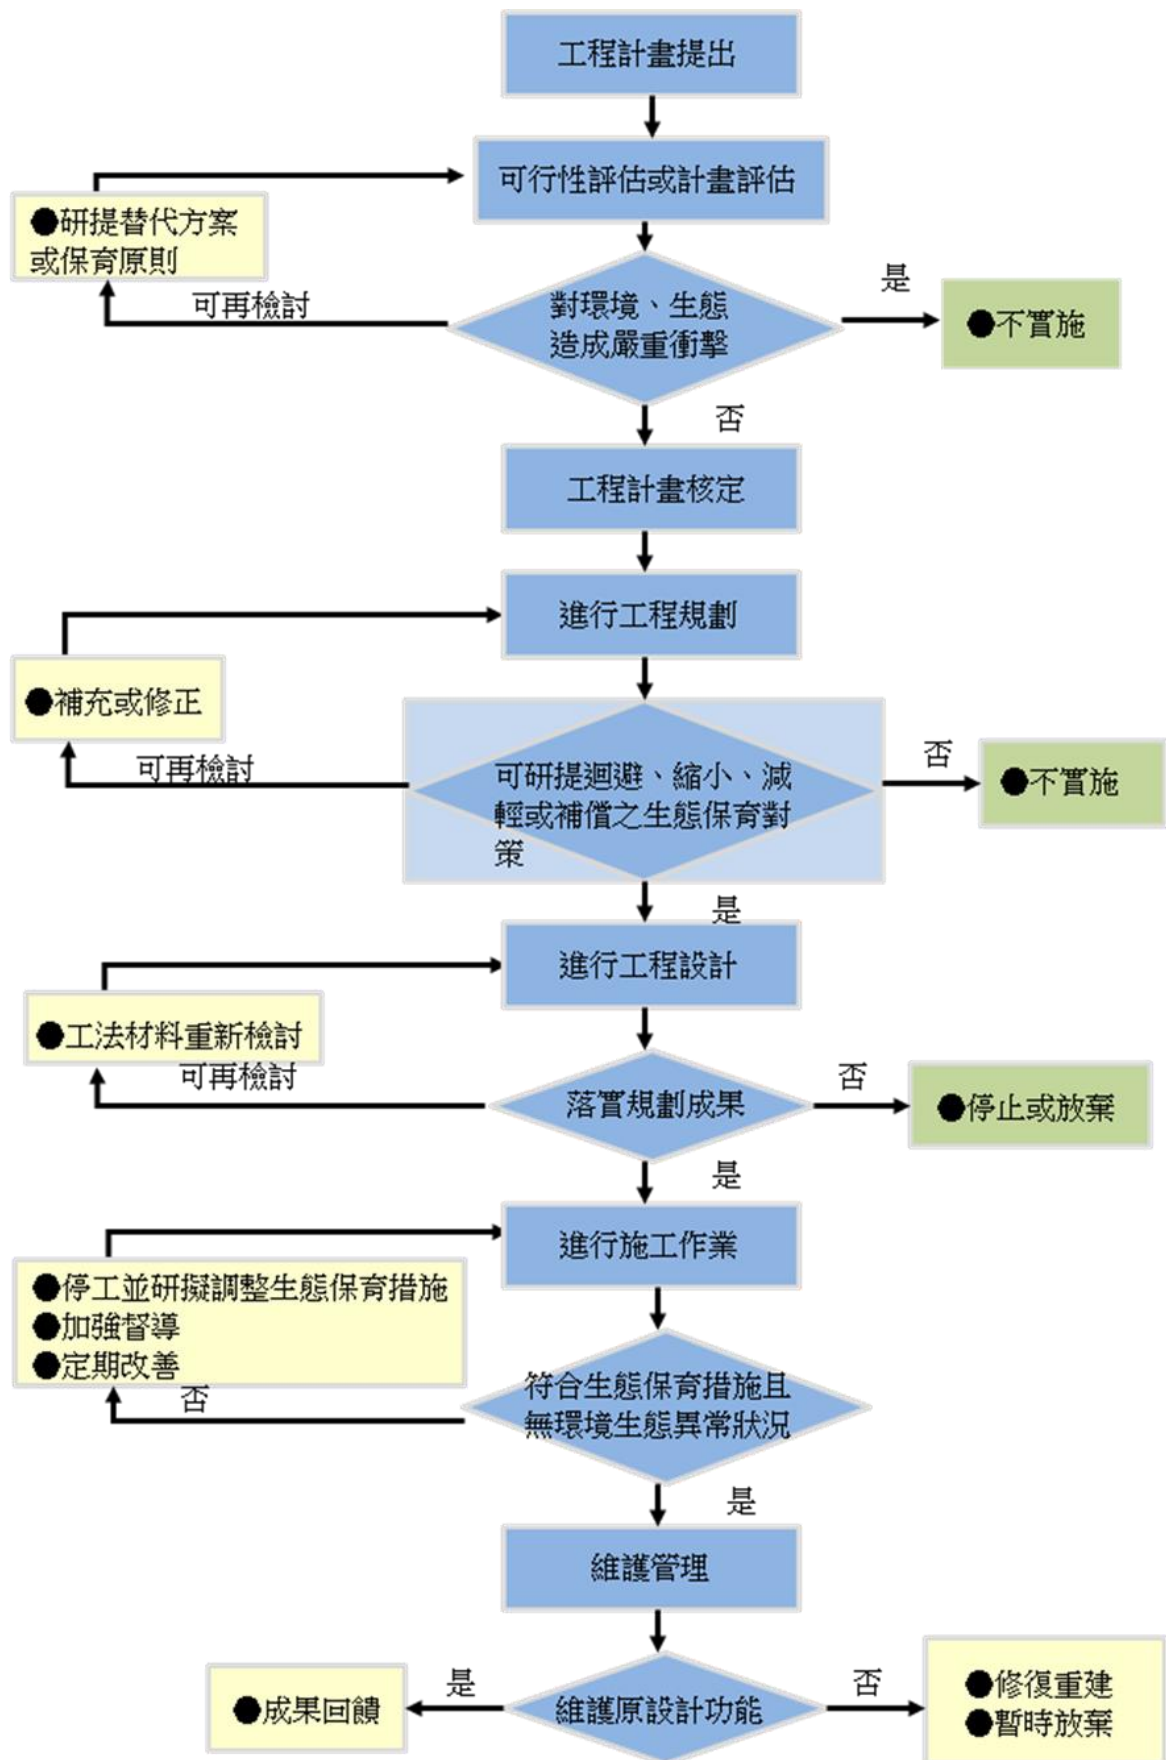 工程計畫提出
可行性評估或計畫評估
●研提替代方案
或保育原則
可再檢討
對環境、生態
造成嚴重衝擊
是
●不實施
否
工程計畫核定
進行工程規劃
●補充或修正
可再檢討
可研提迴避、縮小、減
輕或補償之生態保育對
策
否
●不實施
是
進行工程設計
●工法材料重新檢討
可再檢討
落實規劃成果
否
●停止或放棄
是
進行施工作業
●停工並研擬調整生態保育措施
●加強督導
●定期改善
否
符合生態保育措施且
無環境生態異常狀況
是
維護管理
●成果回饋
是
維護原設計功能
否
●修復重建
●暫時放棄